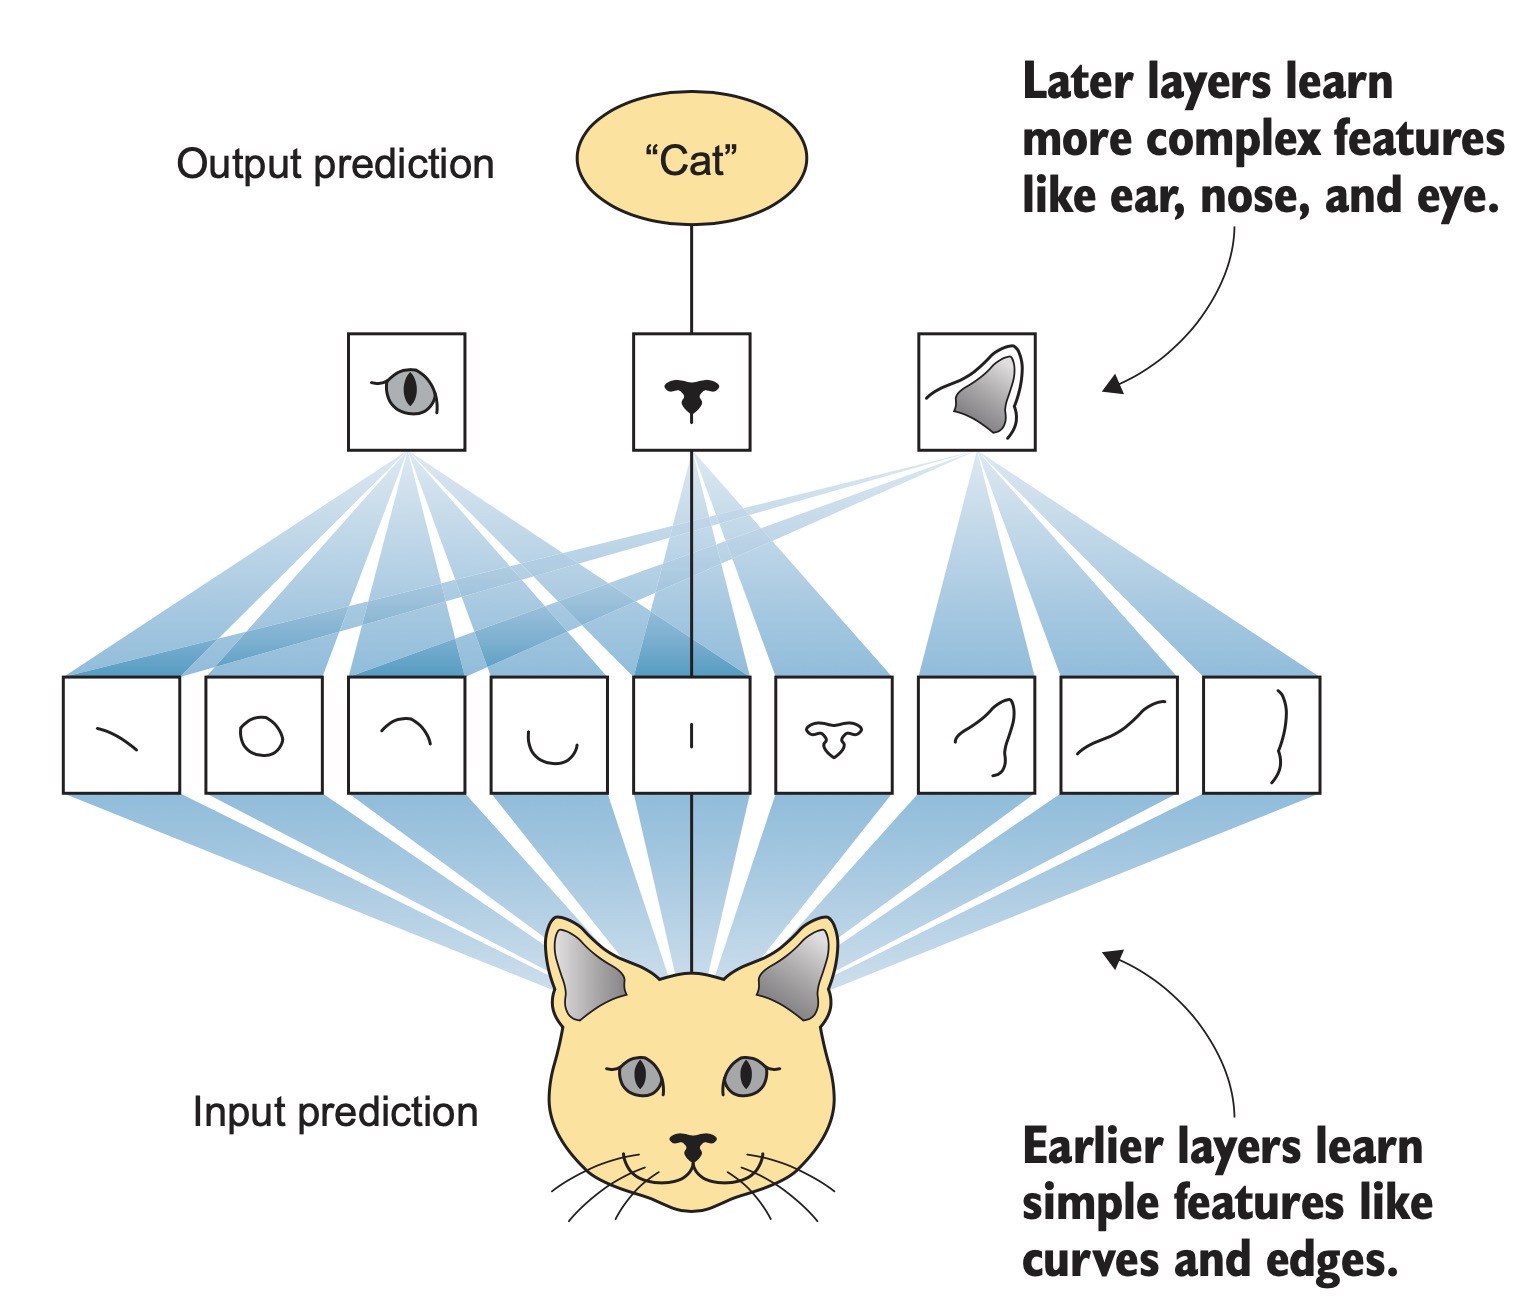 Output prediction
“Cat”
Later layers learn
more complex features
like ear, nose, and eye.
Input prediction
Earlier layers learn
simple features like
curves and edges.